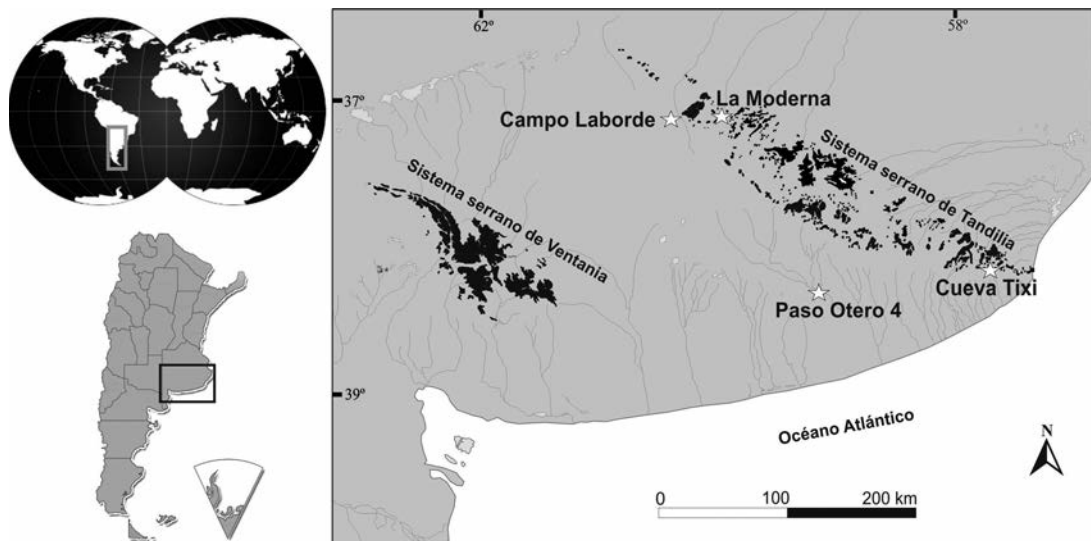 62º
58º
37º
La Moderna
Campo Laborde
Sistema serrano de Tandilia
Sistema serrano de Ventania
Cueva Tixi
Paso Otero 4
39º
Océano Atlántico
N
0 100 200 km